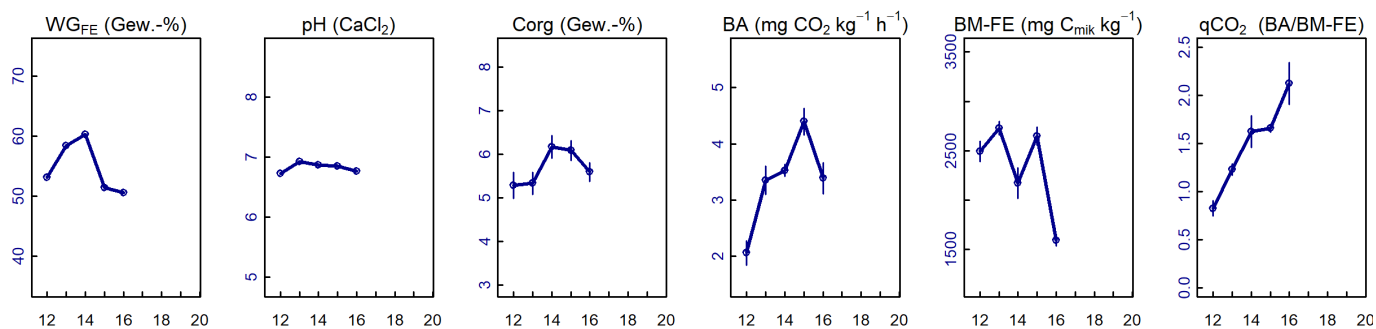 WG_FE (Gew.-%)
70
60
50
40
12 14 16 18 20
pH (CaCl₂)
8
7
6
5
12 14 16 18 20
Corg (Gew.-%)
8
7
6
5
4
3
12 14 16 18 20
BA (mg CO₂ kg⁻¹ h⁻¹)
5
4
3
2
12 14 16 18 20
BM-FE (mg C_mik kg⁻¹)
3500
2500
1500
12 14 16 18 20
qCO₂ (BA/BM-FE)
2.5
2.0
1.5
1.0
0.5
0.0
12 14 16 18 20